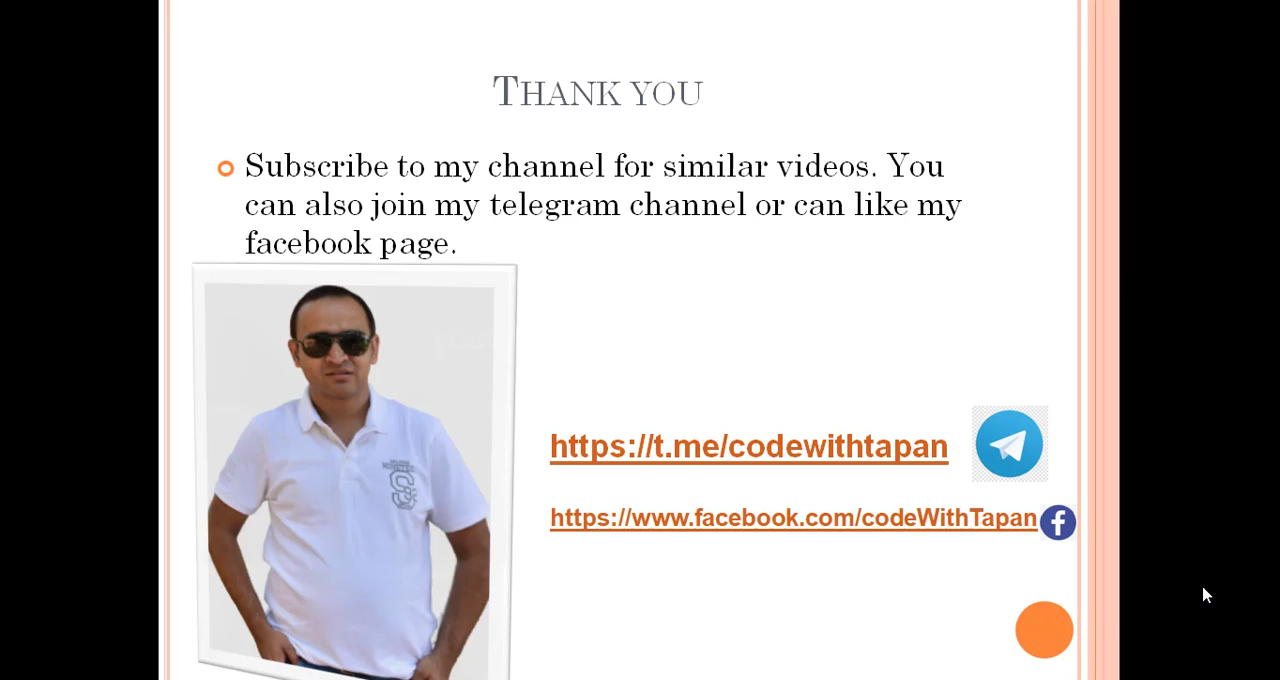 THANK YOU
Subscribe to my channel for similar videos. You
can also join my telegram channel or can like my
facebook page.
https://t.me/codewithtapan
https://www.facebook.com/codeWithTapan